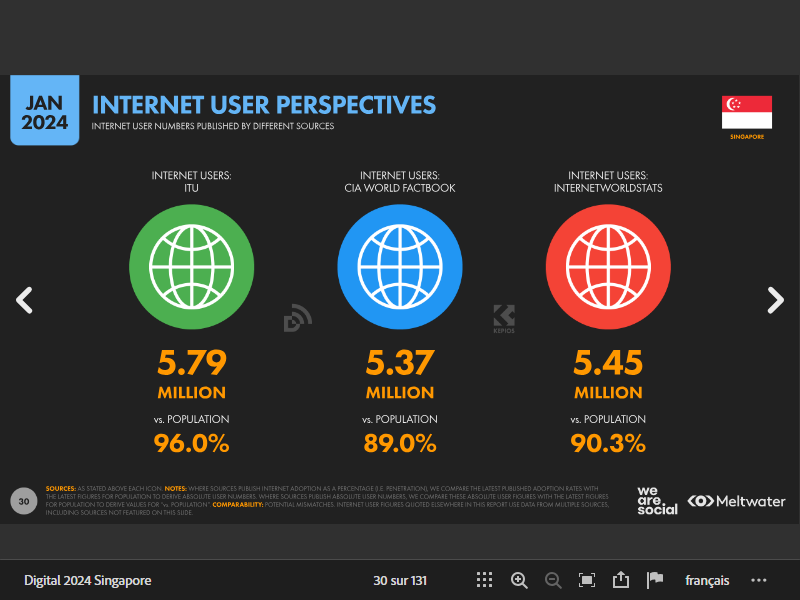 JAN
2024
INTERNET USER PERSPECTIVES
INTERNET USER NUMBERS PUBLISHED BY DIFFERENT SOURCES
SINGAPORE
INTERNET USERS:
ITU
INTERNET USERS:
CIA WORLD FACTBOOK
INTERNET USERS:
INTERNETWORLDSTATS
KEPIOS
5.79
MILLION
vs. POPULATION
96.0%
5.37
MILLION
vs. POPULATION
89.0%
5.45
MILLION
vs. POPULATION
90.3%
30
SOURCES: AS STATED ABOVE EACH ICON. NOTES: WHERE SOURCES PUBLISH INTERNET ADOPTION AS A PERCENTAGE (I.E. PENETRATION), WE COMPARE THE LATEST PUBLISHED ADOPTION RATES WITH
THE LATEST FIGURES FOR POPULATION TO DERIVE ABSOLUTE USER NUMBERS. WHERE SOURCES PUBLISH ABSOLUTE USER NUMBERS, WE COMPARE THESE ABSOLUTE USER FIGURES WITH THE LATEST FIGURES
FOR POPULATION TO DERIVE VALUES FOR "vs. POPULATION." COMPARABILITY: POTENTIAL MISMATCHES. INTERNET USER FIGURES QUOTED ELSEWHERE IN THIS REPORT USE DATA FROM MULTIPLE SOURCES,
INCLUDING SOURCES NOT FEATURED ON THIS SLIDE.
we
are.
social
Meltwater
Digital 2024 Singapore
30 sur 131
français